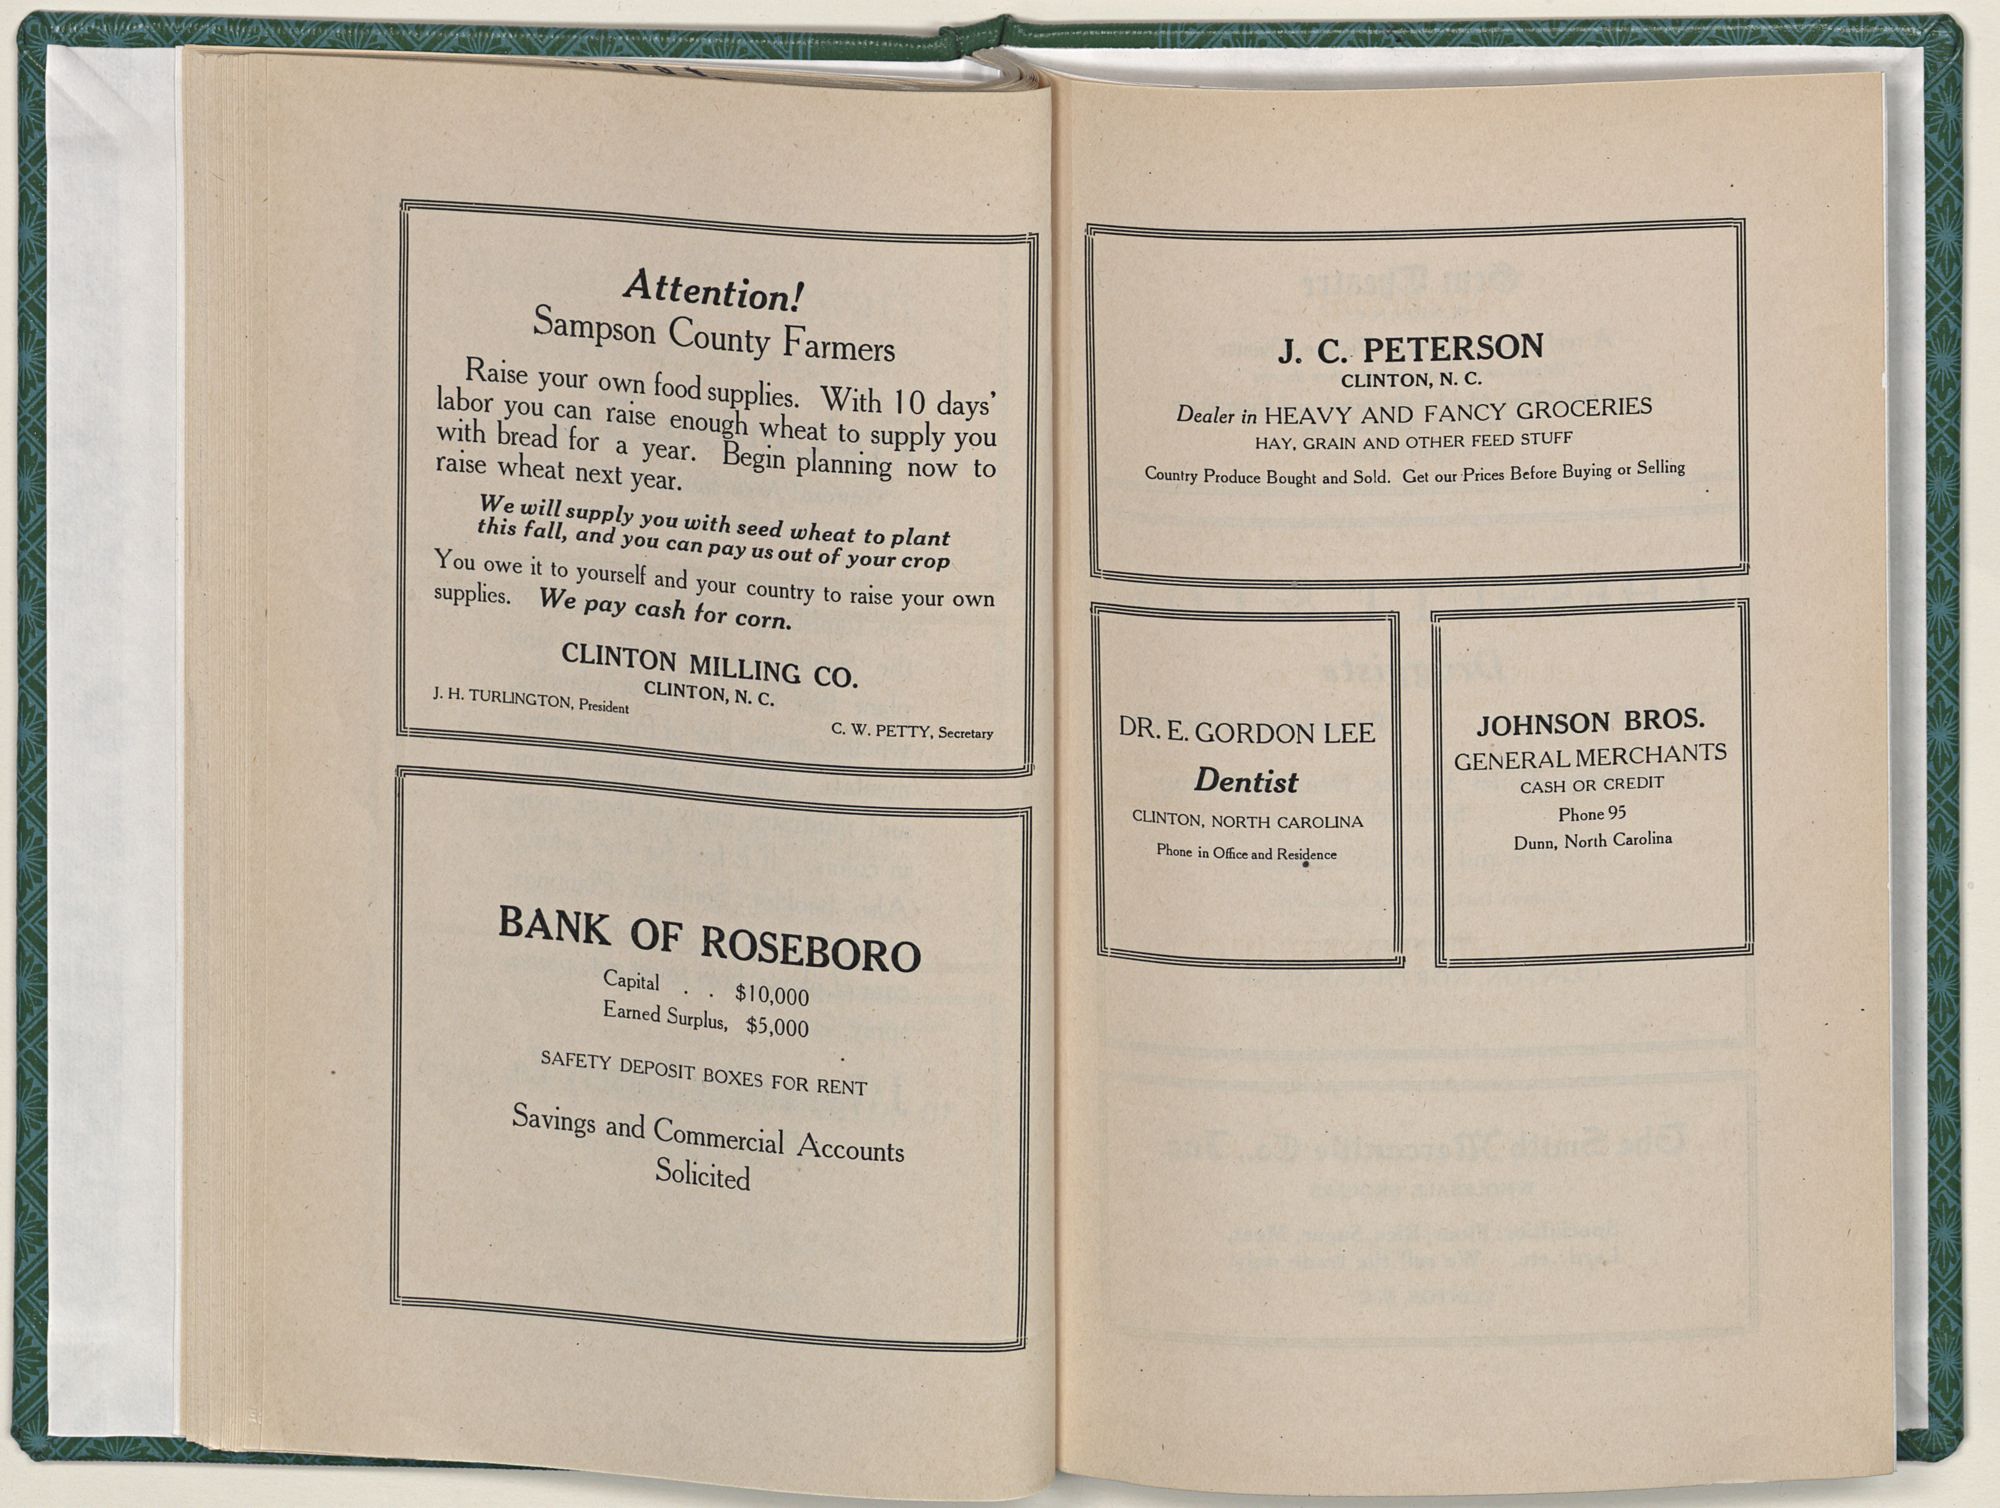 Attention!
Sampson County Farmers
Raise your own food supplies. With 10 days'
labor you can raise enough wheat to supply you
with bread for a year. Begin planning now to
raise wheat next year.
We will supply you with seed wheat to plant
this fall, and you can pay us out of your crop
You owe it to yourself and your country to raise your own
supplies. We pay cash for corn.
CLINTON MILLING CO.
CLINTON, N. C.
J. H. TURLINGTON, President
C. W. PETTY, Secretary
BANK OF ROSEBORO
Capital . . $10,000
Earned Surplus, $5,000
SAFETY DEPOSIT BOXES FOR RENT
Savings and Commercial Accounts
Solicited
J. C. PETERSON
CLINTON, N. C.
Dealer in HEAVY AND FANCY GROCERIES
HAY, GRAIN AND OTHER FEED STUFF
Country Produce Bought and Sold. Get our Prices Before Buying or Selling
DR. E. GORDON LEE
Dentist
CLINTON, NORTH CAROLINA
Phone in Office and Residence
JOHNSON BROS.
GENERAL MERCHANTS
CASH OR CREDIT
Phone 95
Dunn, North Carolina